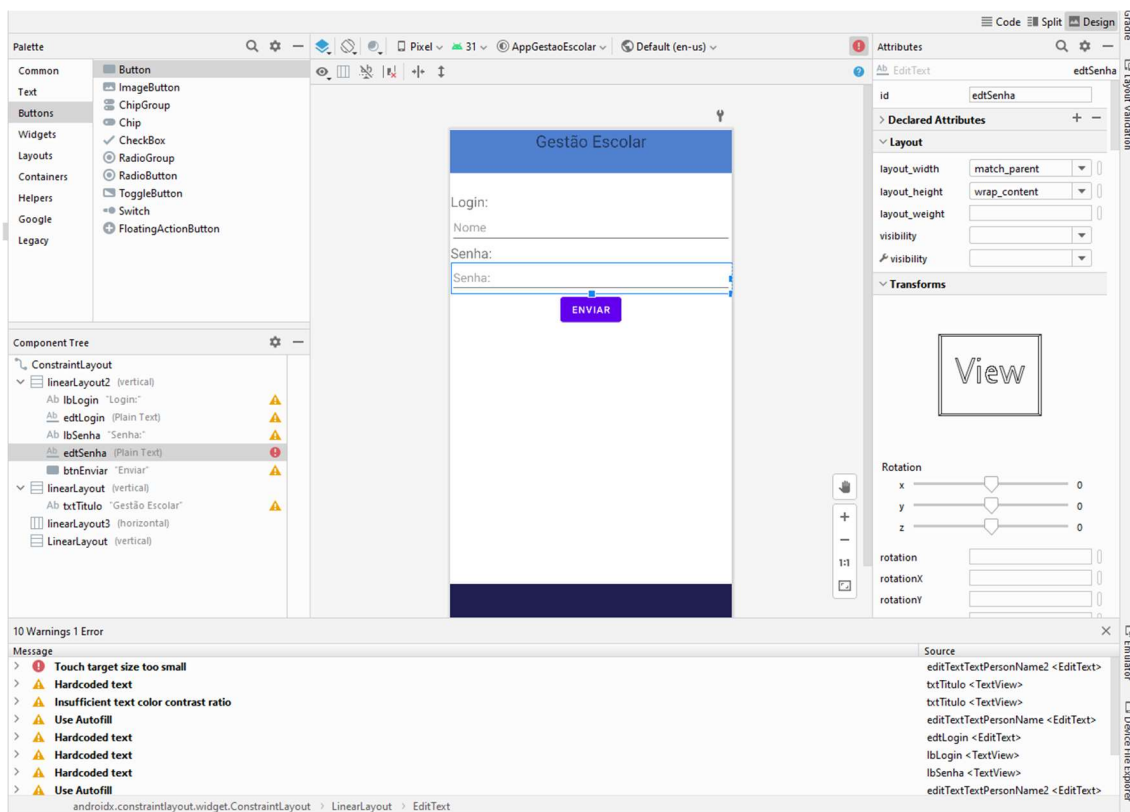 Code Split Design
Gradle
Palette
Pixel 31 AppGestaoEscolar Default (en-us)
Attributes
Common
Text
Buttons
Widgets
Layouts
Containers
Helpers
Google
Legacy
Button
ImageButton
ChipGroup
Chip
CheckBox
RadioGroup
RadioButton
ToggleButton
Switch
FloatingActionButton
Component Tree
ConstraintLayout
linearLayout2 (vertical)
Ab lbLogin "Login:"
Ab edtLogin (Plain Text)
Ab lbSenha "Senha:"
Ab edtSenha (Plain Text)
btnEnviar "Enviar"
linearLayout (vertical)
Ab txtTitulo "Gestão Escolar"
linearLayout3 (horizontal)
LinearLayout (vertical)
Gestão Escolar
Login:
Nome
Senha:
Senha:
ENVIAR
1:1
Ab EditText edtSenha
id edtSenha
Declared Attributes
Layout
layout_width match_parent
layout_height wrap_content
layout_weight
visibility
visibility
Transforms
View
Rotation
x 0
y 0
z 0
rotation
rotationX
rotationY
Layout Validation
Emulator
Device File Explorer
10 Warnings 1 Error
Message Source
Touch target size too small editTextTextPersonName2 <EditText>
Hardcoded text txtTitulo <TextView>
Insufficient text color contrast ratio txtTitulo <TextView>
Use Autofill editTextTextPersonName <EditText>
Hardcoded text edtLogin <EditText>
Hardcoded text lbLogin <TextView>
Hardcoded text lbSenha <TextView>
Use Autofill editTextTextPersonName2 <EditText>
androidx.constraintlayout.widget.ConstraintLayout > LinearLayout > EditText